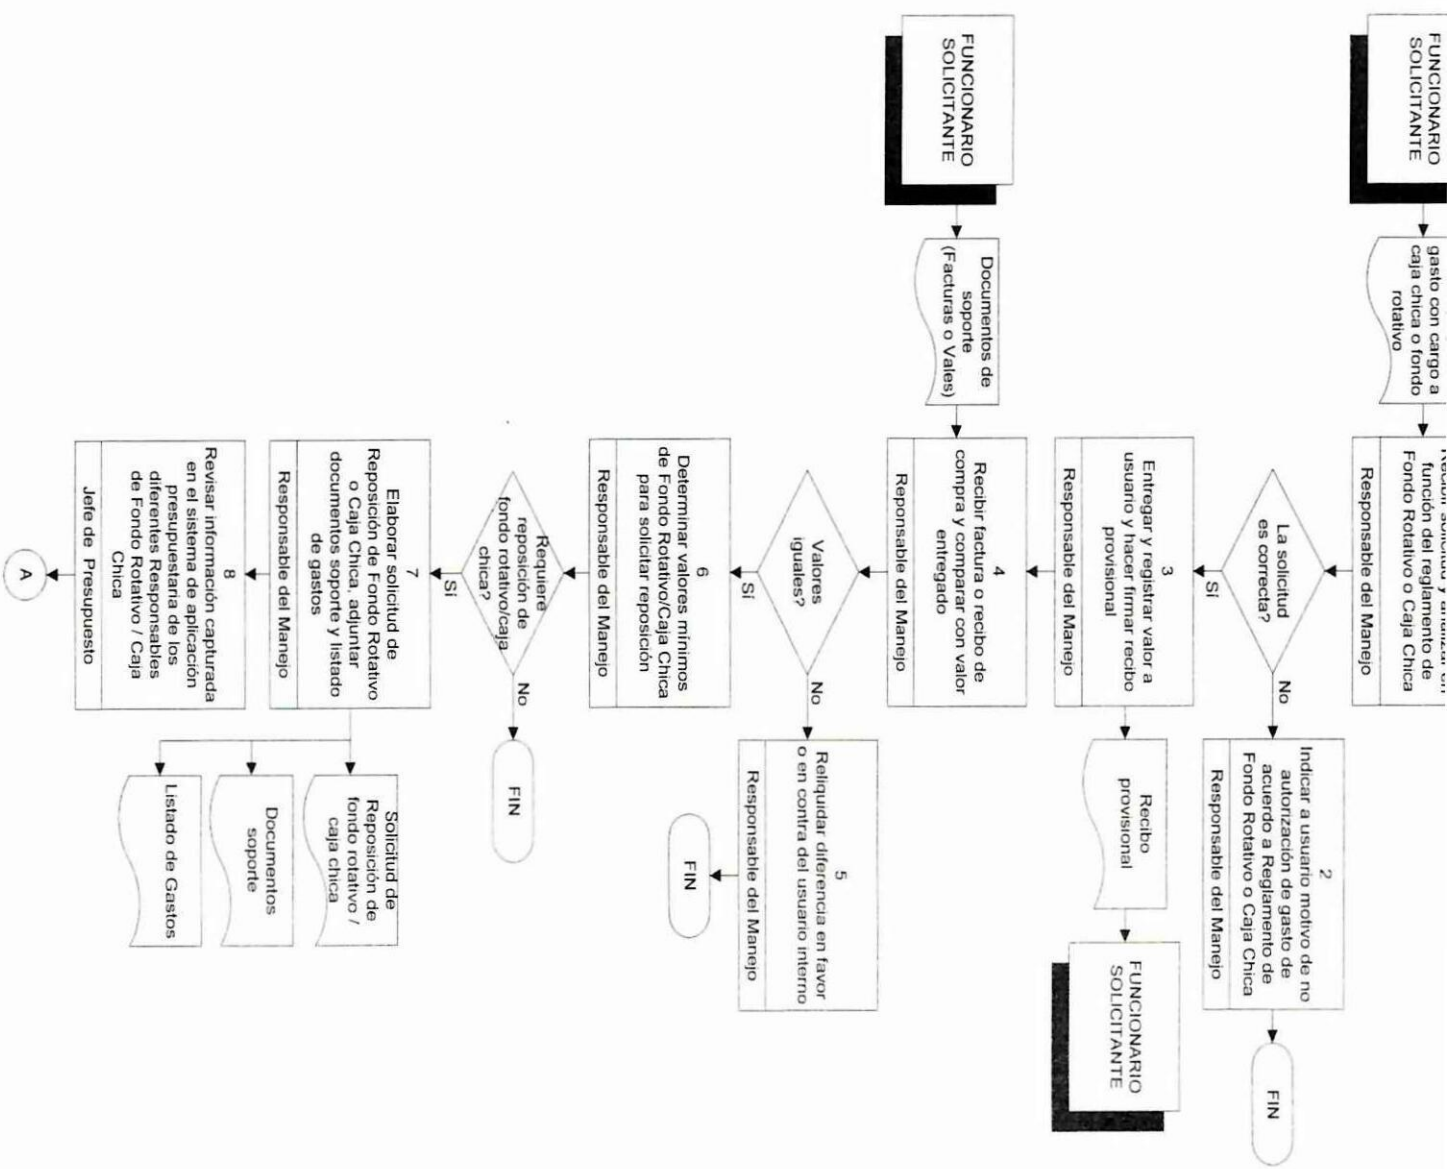 FUNCIONARIO
SOLICITANTE
gasto con cargo a
caja chica o fondo
rotativo
Recibir solicitud y analizar en
función del reglamento de
Fondo Rotativo o Caja Chica
Responsable del Manejo
La solicitud
es correcta?
No
Sí
2
Indicar a usuario motivo de no
autorización de gasto de
acuerdo a Reglamento de
Fondo Rotativo o Caja Chica
Responsable del Manejo
FIN
3
Entregar y registrar valor a
usuario y hacer firmar recibo
provisional
Responsable del Manejo
Recibo
provisional
FUNCIONARIO
SOLICITANTE
FUNCIONARIO
SOLICITANTE
Documentos de
soporte
(Facturas o Vales)
4
Recibir factura o recibo de
compra y comparar con valor
entregado
Reponsable del Manejo
Valores
iguales?
No
Sí
5
Reliquidar diferencia en favor
o en contra del usuario interno
Responsable del Manejo
FIN
6
Determinar valores mínimos
de Fondo Rotativo/Caja Chica
para solicitar reposición
Responsable del Manejo
Requiere
reposición de
fondo rotativo/caja
chica?
No
Sí
FIN
7
Elaborar solicitud de
Reposición de Fondo Rotativo
o Caja Chica, adjuntar
documentos soporte y listado
de gastos
Responsable del Manejo
Solicitud de
Reposición de
fondo rotativo /
caja chica
Documentos
soporte
Listado de Gastos
8
Revisar información capturada
en el sistema de aplicación
presupuestaria de los
diferentes Responsables
de Fondo Rotativo / Caja
Chica
Jefe de Presupuesto
A